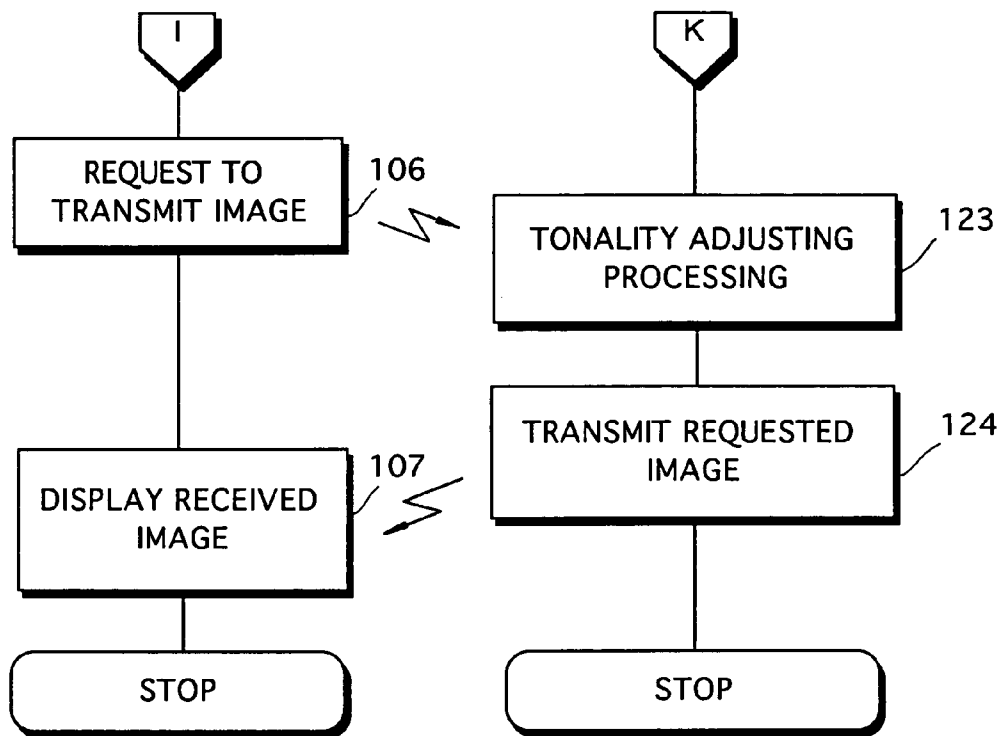 I
K
REQUEST TO
TRANSMIT IMAGE
106
TONALITY ADJUSTING
PROCESSING
123
TRANSMIT REQUESTED
IMAGE
124
DISPLAY RECEIVED
IMAGE
107
STOP
STOP